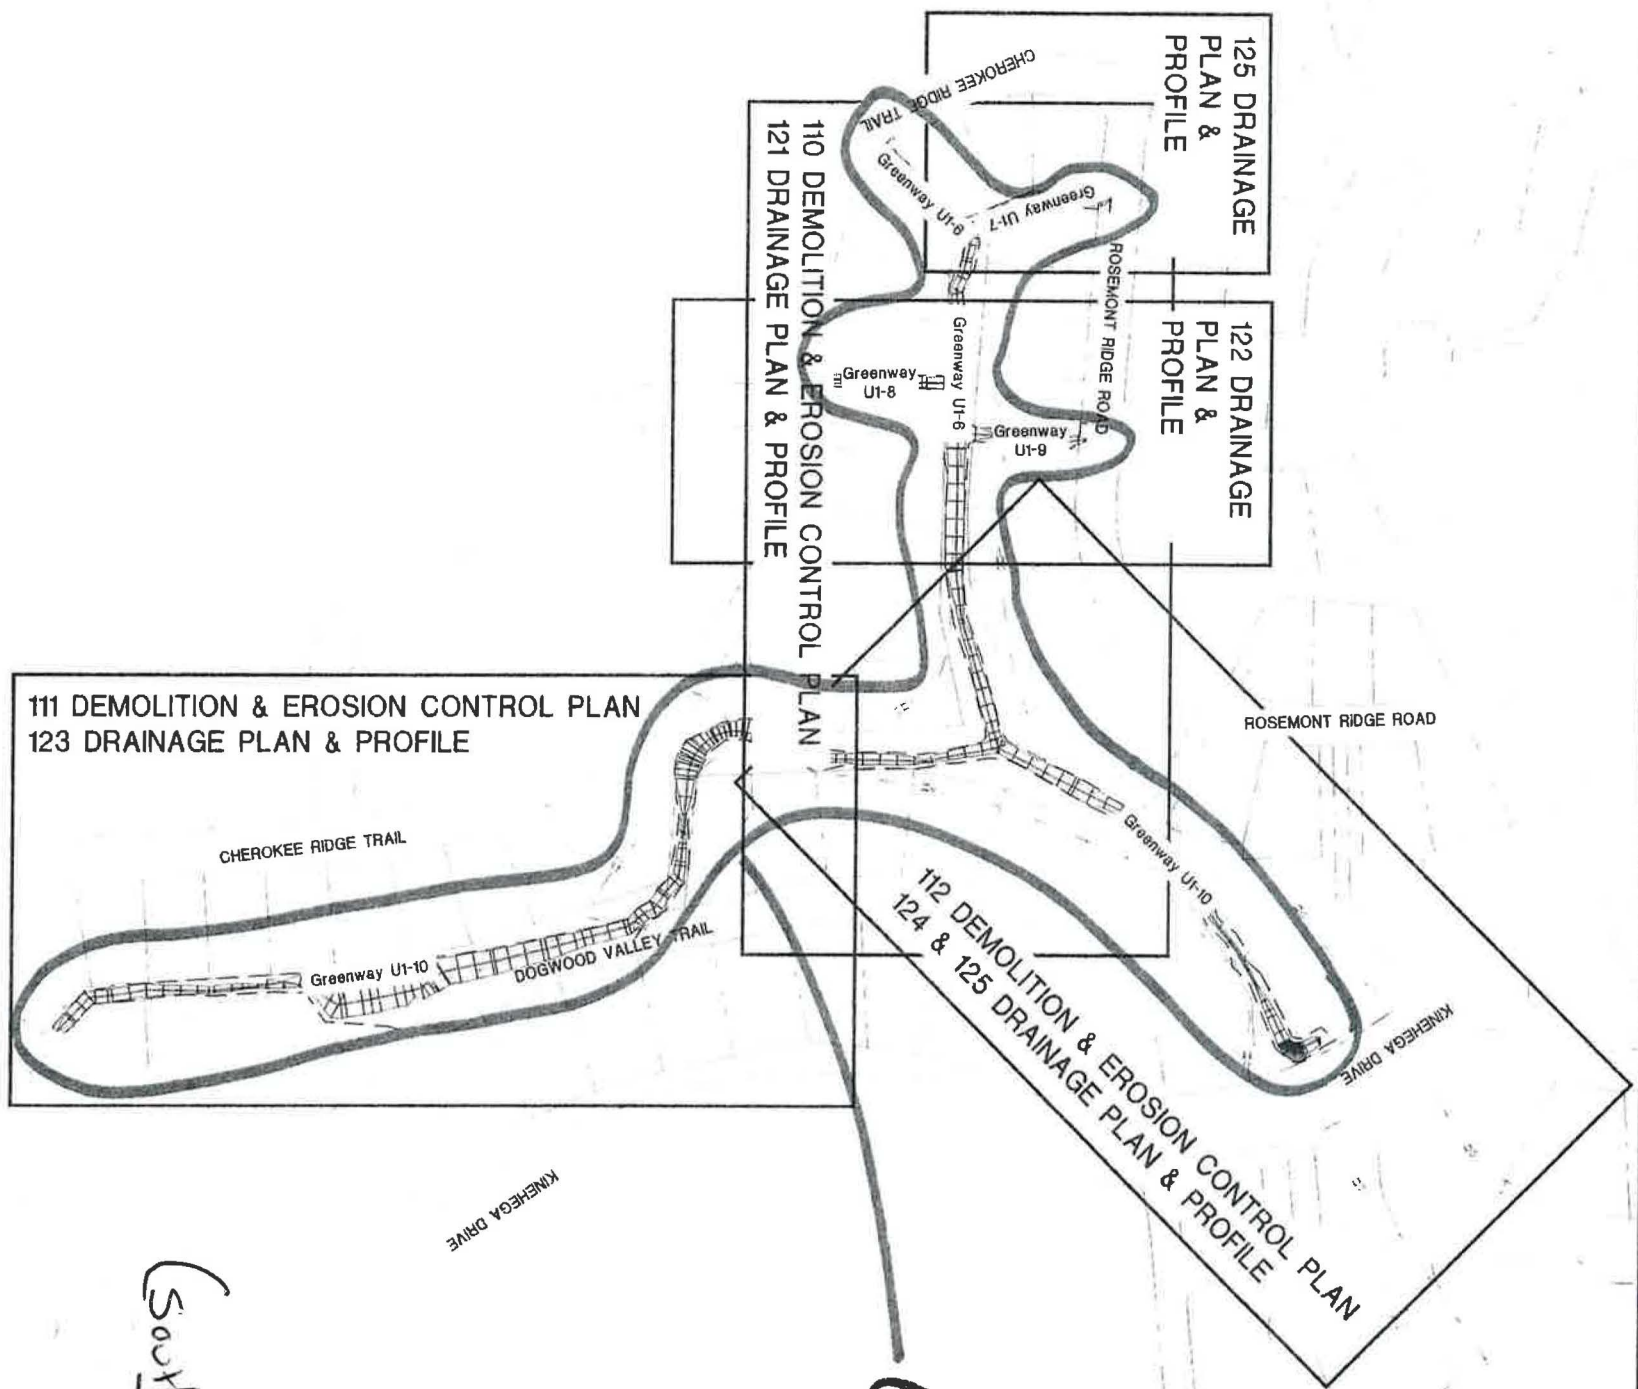 125 DRAINAGE
PLAN &
PROFILE
CHEROKEE RIDGE
TRAIL
110 DEMOLITION & EROSION CONTROL PLAN
121 DRAINAGE PLAN & PROFILE
Greenway U1-6
Greenway U1-7
ROSEMONT RIDGE ROAD
122 DRAINAGE
PLAN &
PROFILE
Greenway U1-6
Greenway
U1-8
Greenway
U1-9
111 DEMOLITION & EROSION CONTROL PLAN
123 DRAINAGE PLAN & PROFILE
ROSEMONT RIDGE ROAD
CHEROKEE RIDGE TRAIL
Greenway U1-10
112 DEMOLITION & EROSION CONTROL PLAN
124 & 125 DRAINAGE PLAN & PROFILE
DOGWOOD VALLEY TRAIL
Greenway U1-10
KINEHEGA DRIVE
KINEHEGA DRIVE